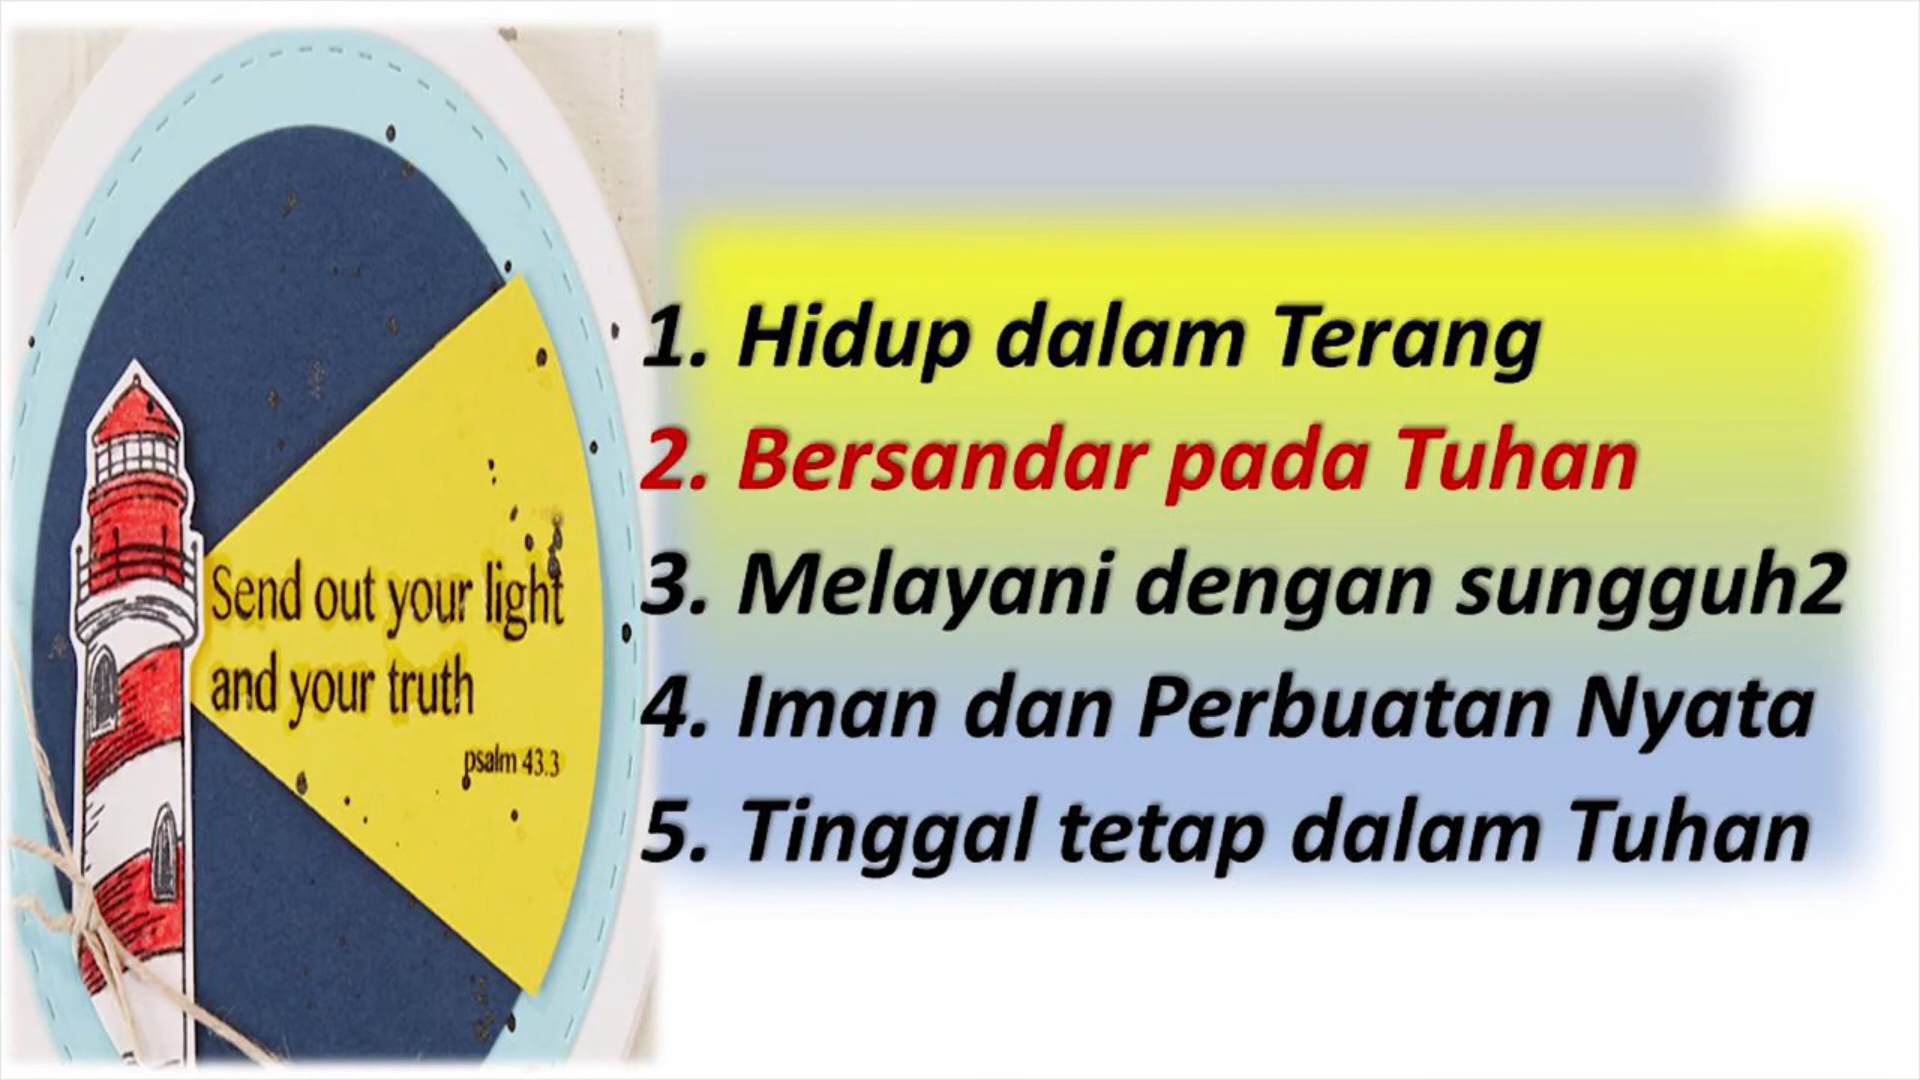 Send out your light
and your truth
psalm 43.3
1. Hidup dalam Terang
2. Bersandar pada Tuhan
3. Melayani dengan sungguh2
4. Iman dan Perbuatan Nyata
5. Tinggal tetap dalam Tuhan